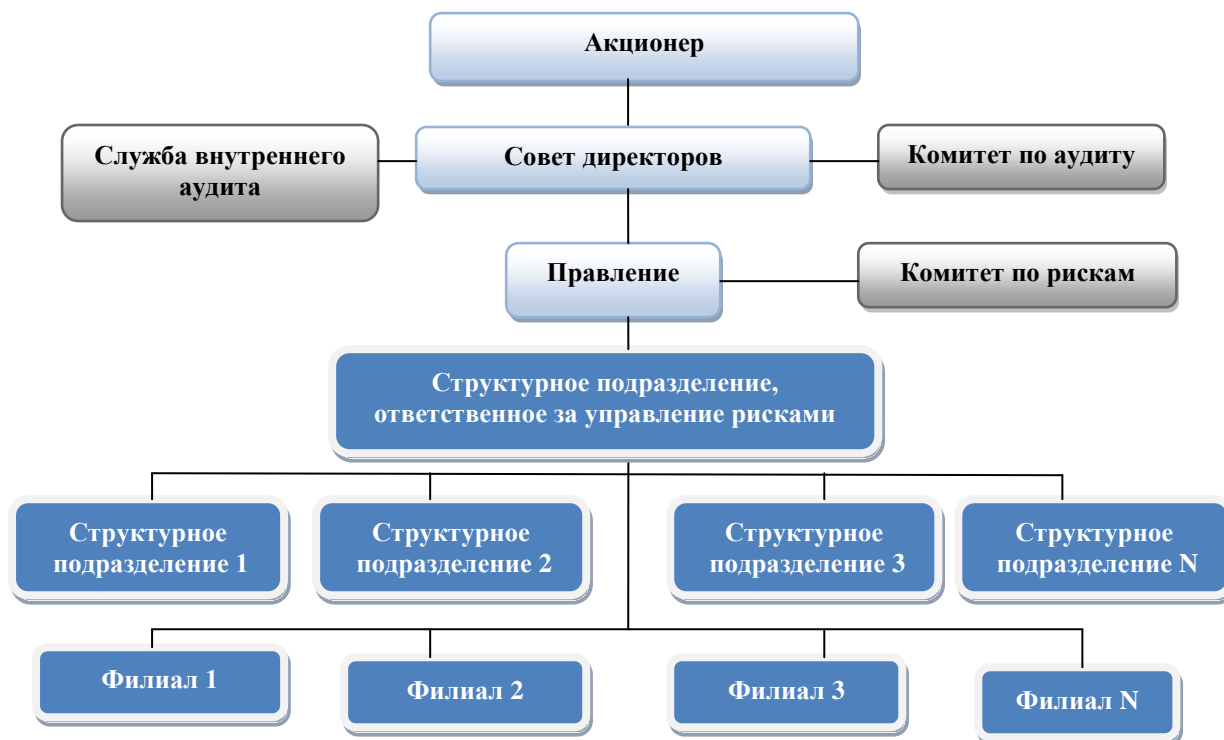 Акционер
Служба внутреннего
аудита
Совет директоров
Комитет по аудиту
Правление
Комитет по рискам
Структурное подразделение,
ответственное за управление рисками
Структурное
подразделение 1
Структурное
подразделение 2
Структурное
подразделение 3
Структурное
подразделение N
Филиал 1
Филиал 2
Филиал 3
Филиал N